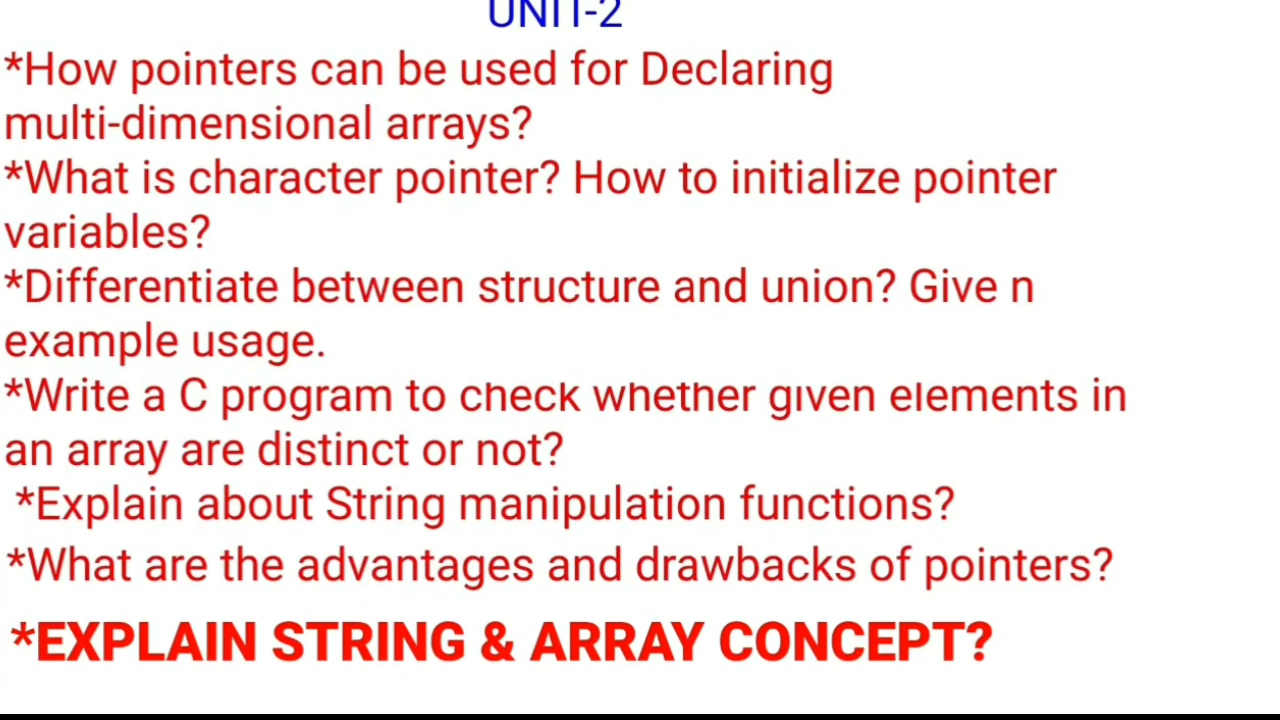 UNIT-2
*How pointers can be used for Declaring
multi-dimensional arrays?
*What is character pointer? How to initialize pointer
variables?
*Differentiate between structure and union? Give n
example usage.
*Write a C program to check whether given elements in
an array are distinct or not?
*Explain about String manipulation functions?
*What are the advantages and drawbacks of pointers?
*EXPLAIN STRING & ARRAY CONCEPT?